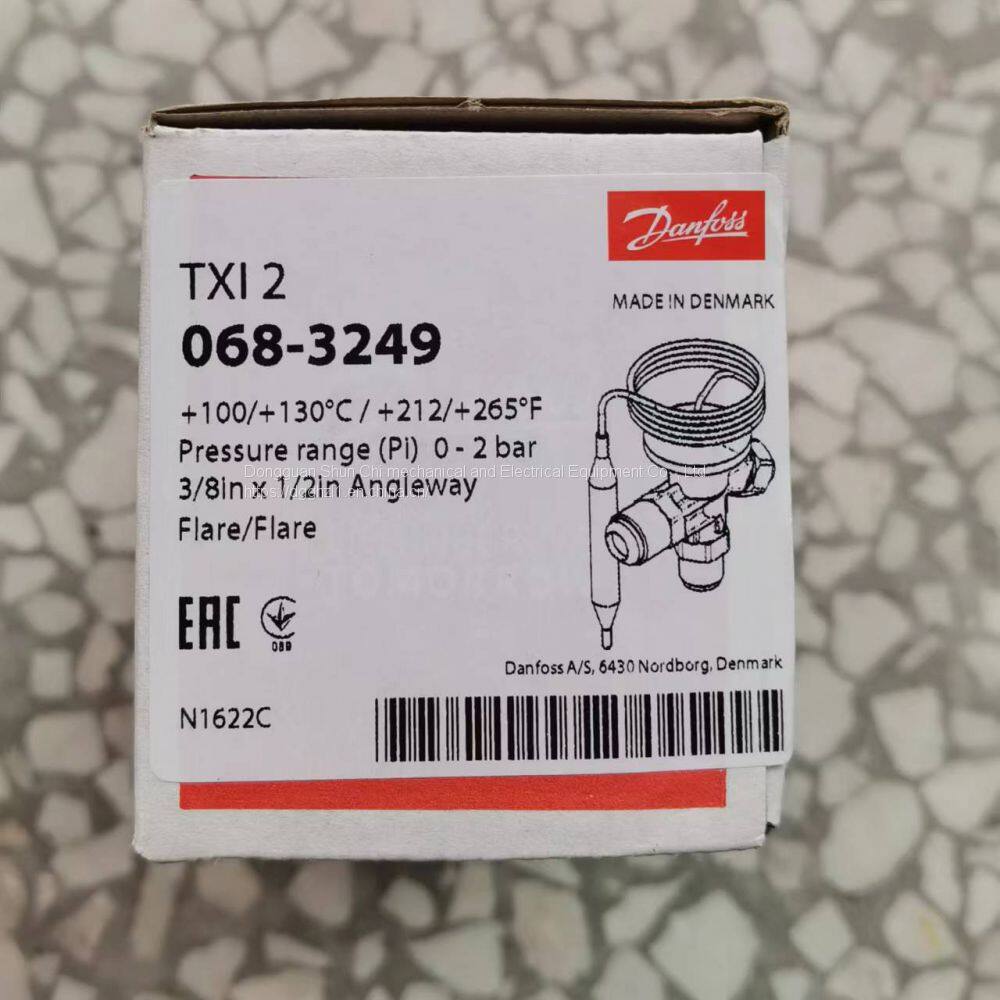 Danfoss
TXI 2
MADE IN DENMARK
068-3249
+100/+130°C / +212/+265°F
Pressure range (Pi) 0 - 2 bar
Dongguan Shun Chi mechanical and Electrical Equipment Co., Ltd.
3/8in x 1/2in Angleway
Flare/Flare
EAC
Danfoss A/S, 6430 Nordborg, Denmark
N1622C